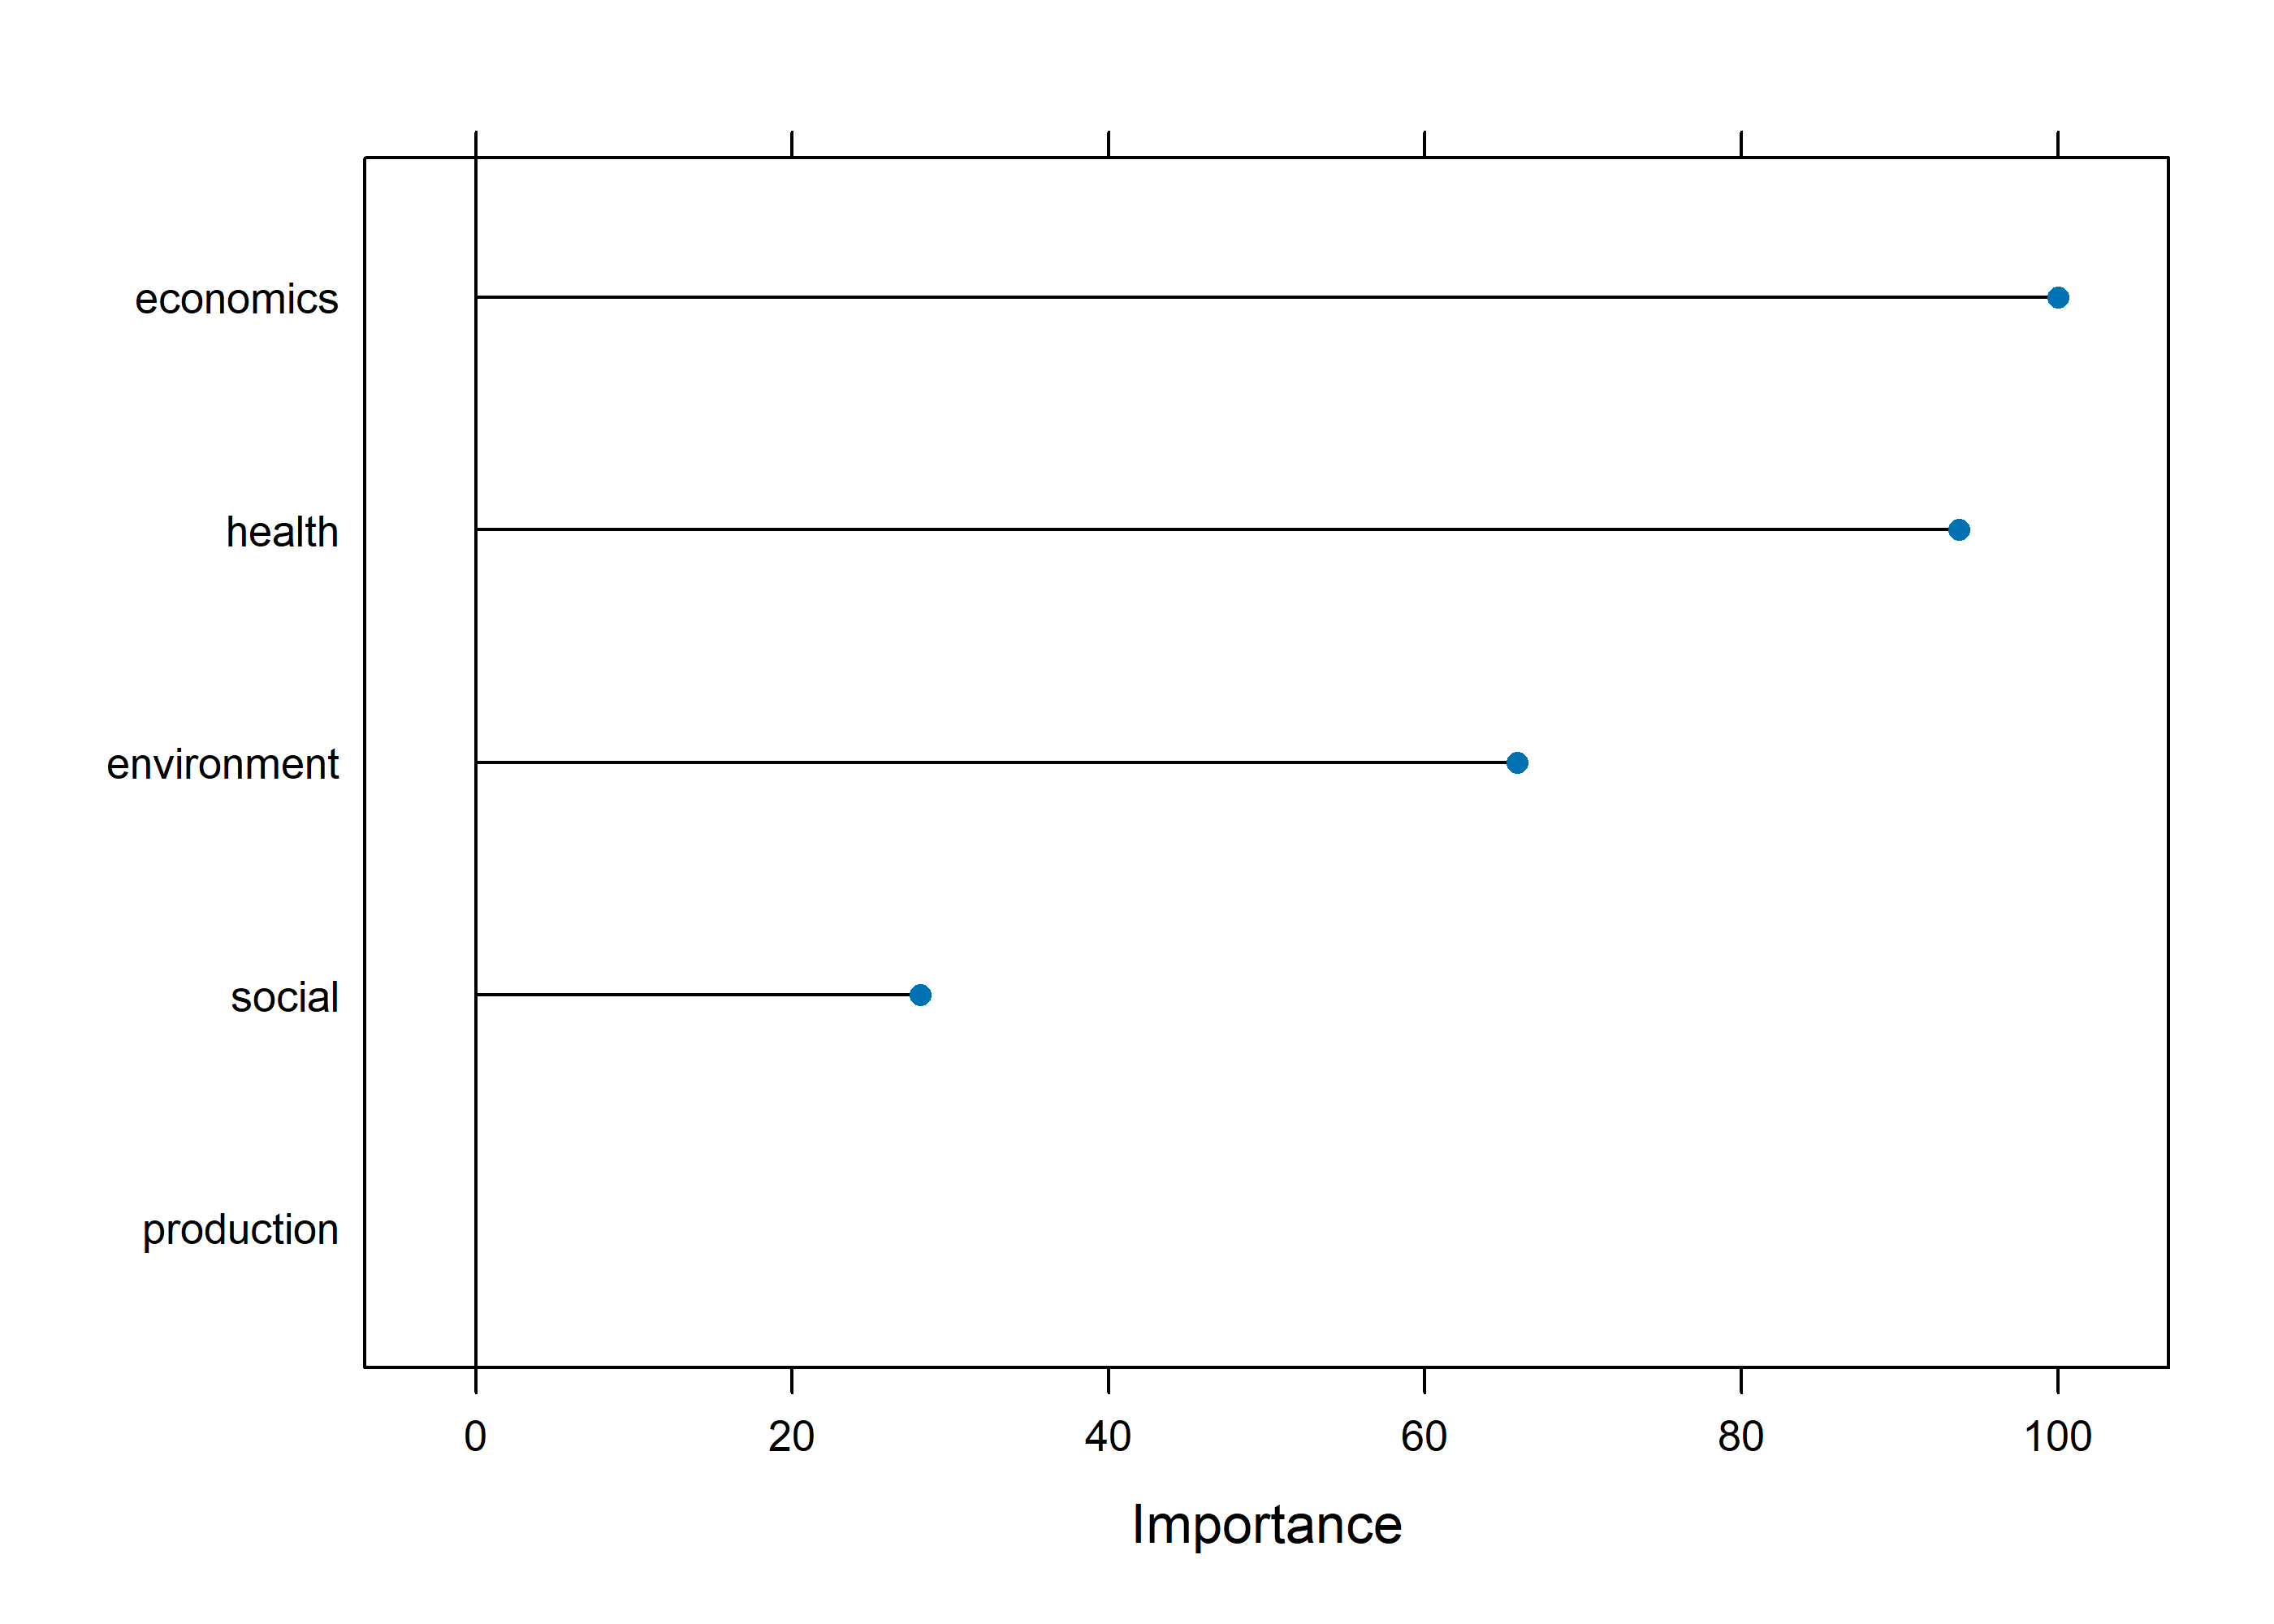 economics
health
environment
social
production
0 20 40 60 80 100
Importance